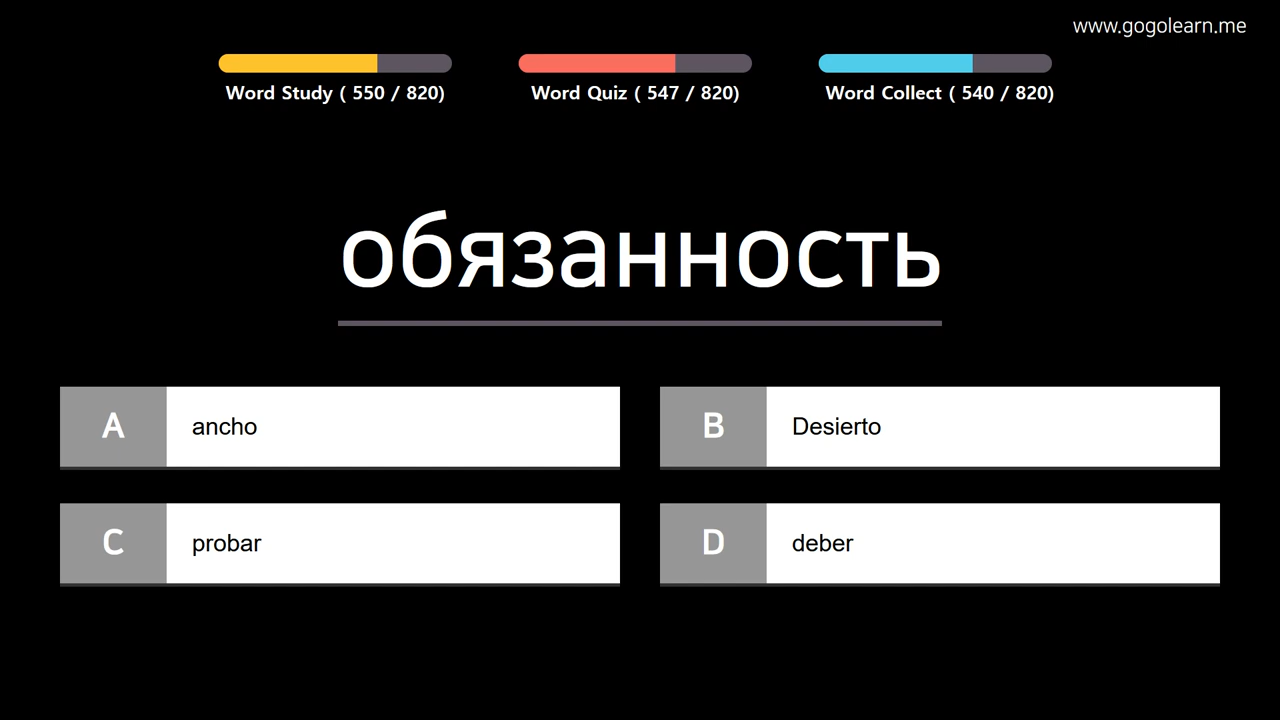 www.gogolearn.me
Word Study ( 550 / 820)
Word Quiz ( 547 / 820)
Word Collect ( 540 / 820)
обязанность
A ancho
B Desierto
C probar
D deber